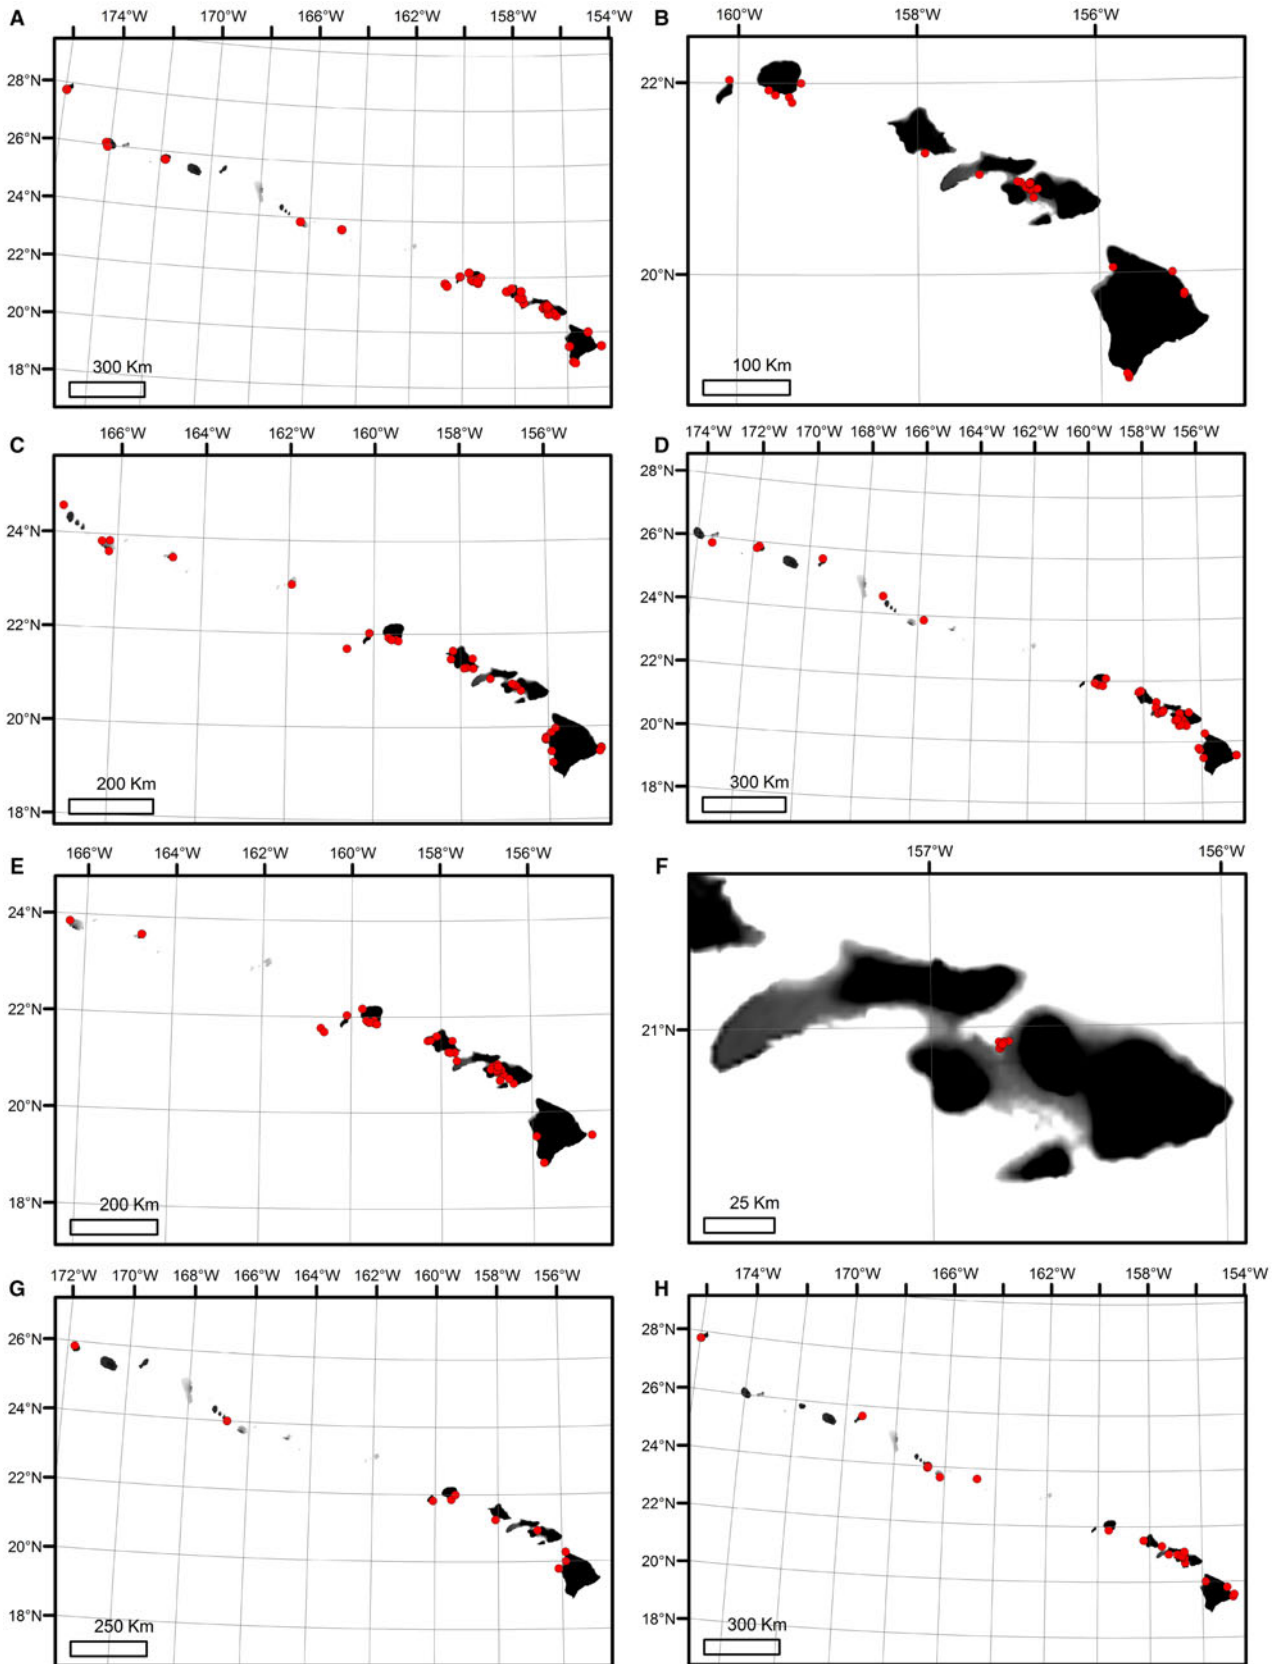 A
174°W 170°W 166°W 162°W 158°W 154°W
28°N
26°N
24°N
22°N
20°N
18°N
300 Km
B
160°W 158°W 156°W
22°N
20°N
100 Km
C
166°W 164°W 162°W 160°W 158°W 156°W
24°N
22°N
20°N
18°N
200 Km
D
174°W 172°W 170°W 168°W 166°W 164°W 162°W 160°W 158°W 156°W
28°N
26°N
24°N
22°N
20°N
18°N
300 Km
E
166°W 164°W 162°W 160°W 158°W 156°W
24°N
22°N
20°N
18°N
200 Km
F
157°W 156°W
21°N
25 Km
G
172°W 170°W 168°W 166°W 164°W 162°W 160°W 158°W 156°W
26°N
24°N
22°N
20°N
18°N
250 Km
H
174°W 170°W 166°W 162°W 158°W 154°W
28°N
26°N
24°N
22°N
20°N
18°N
300 Km